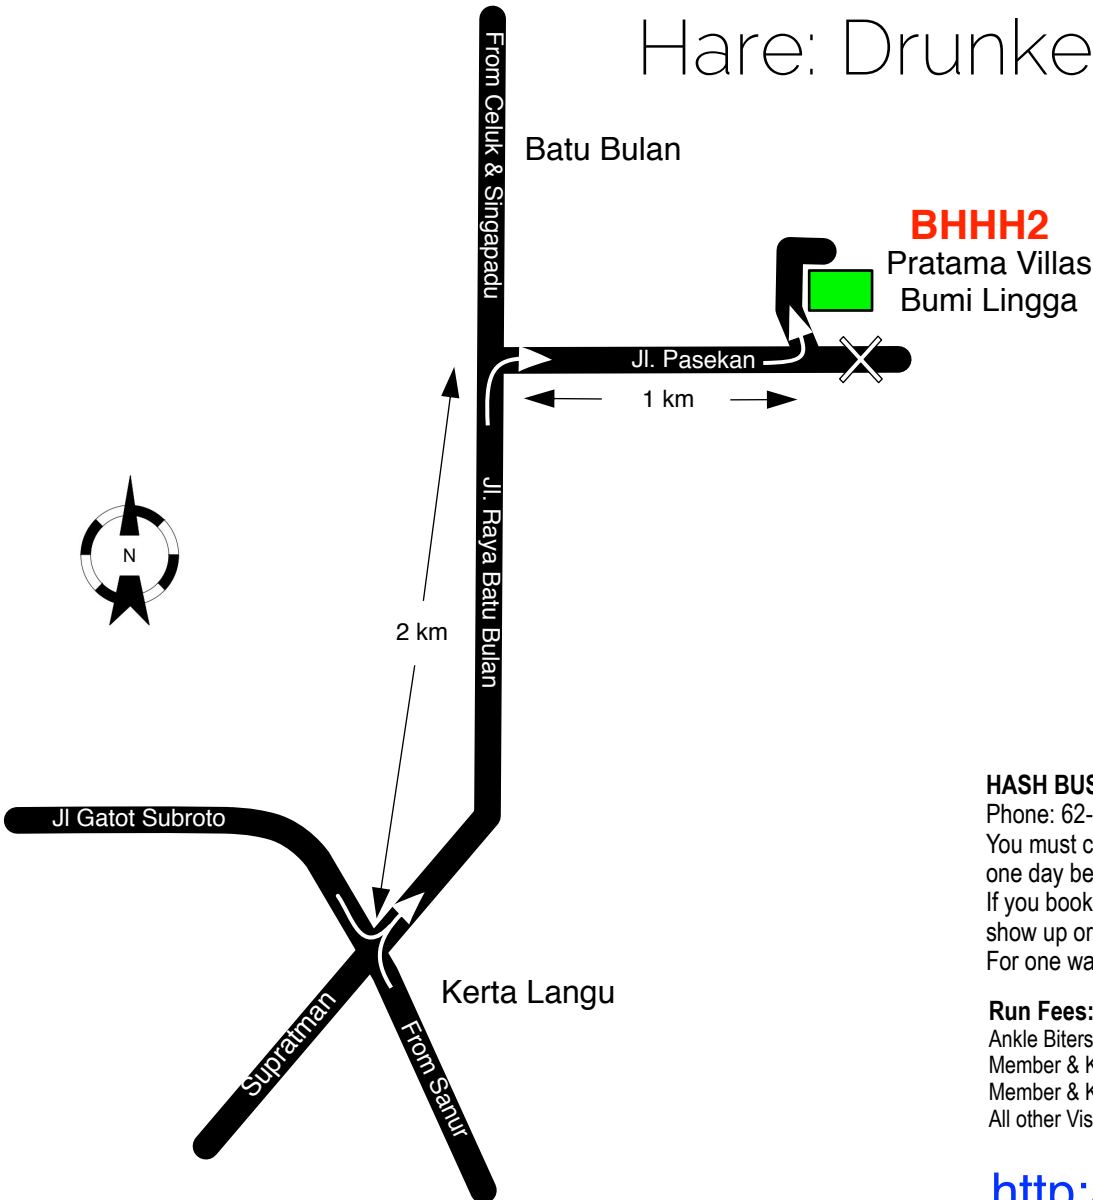 Hare: Drunke
From Celuk & Singapadu
Batu Bulan
BHHH2
Pratama Villas
Bumi Lingga
Jl. Pasekan
1 km
Jl. Raya Batu Bulan
N
2 km
Jl Gatot Subroto
Kerta Langu
Supratman
From Sanur
HASH BUS
Phone: 62-
You must c
one day be
If you book
show up or
For one wa
Run Fees:
Ankle Biters
Member & K
Member & K
All other Vis
http: